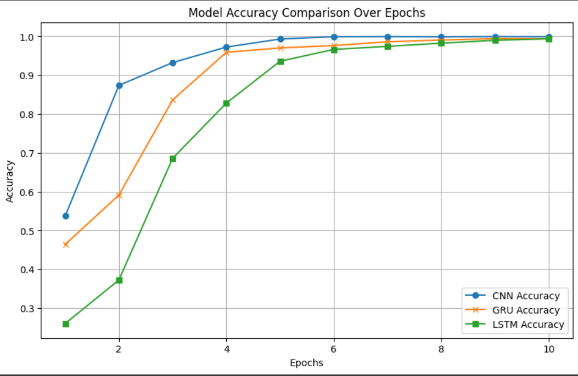 Model Accuracy Comparison Over Epochs
Accuracy
1.0
0.9
0.8
0.7
0.6
0.5
0.4
0.3
CNN Accuracy
GRU Accuracy
LSTM Accuracy
2 4 6 8 10
Epochs